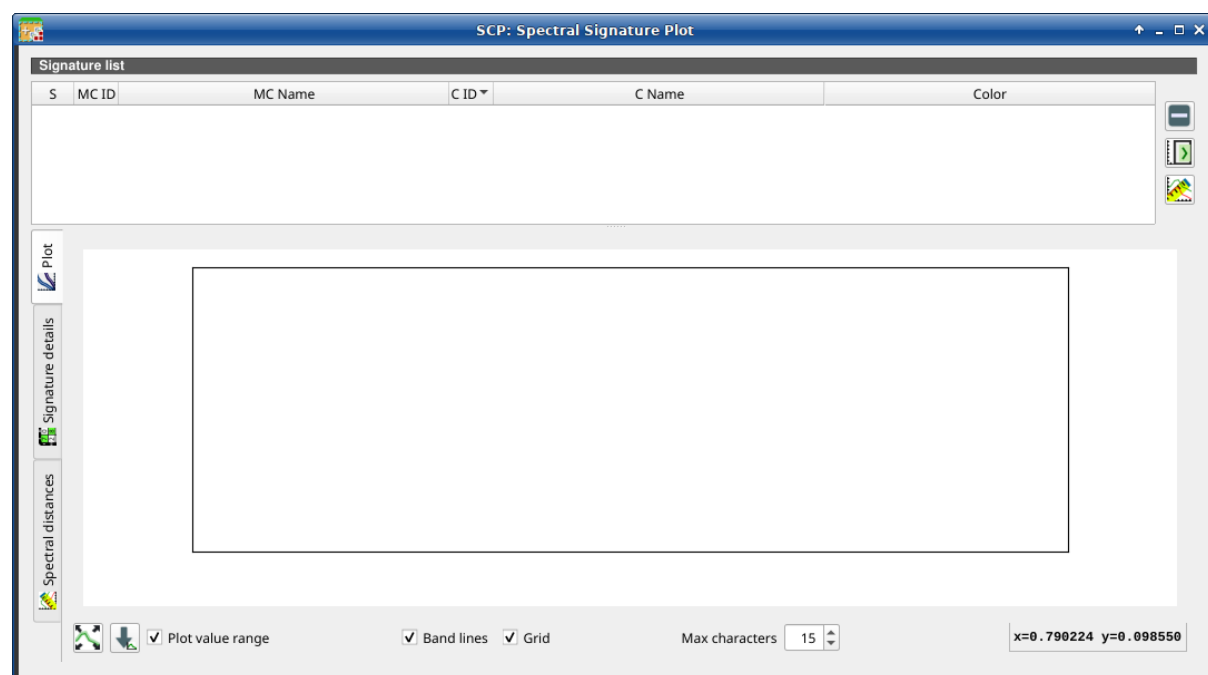 SCP: Spectral Signature Plot
Signature list
S MC ID MC Name C ID C Name Color
Plot
Signature details
Spectral distances
Plot value range Band lines Grid Max characters 15 x=0.790224 y=0.098550